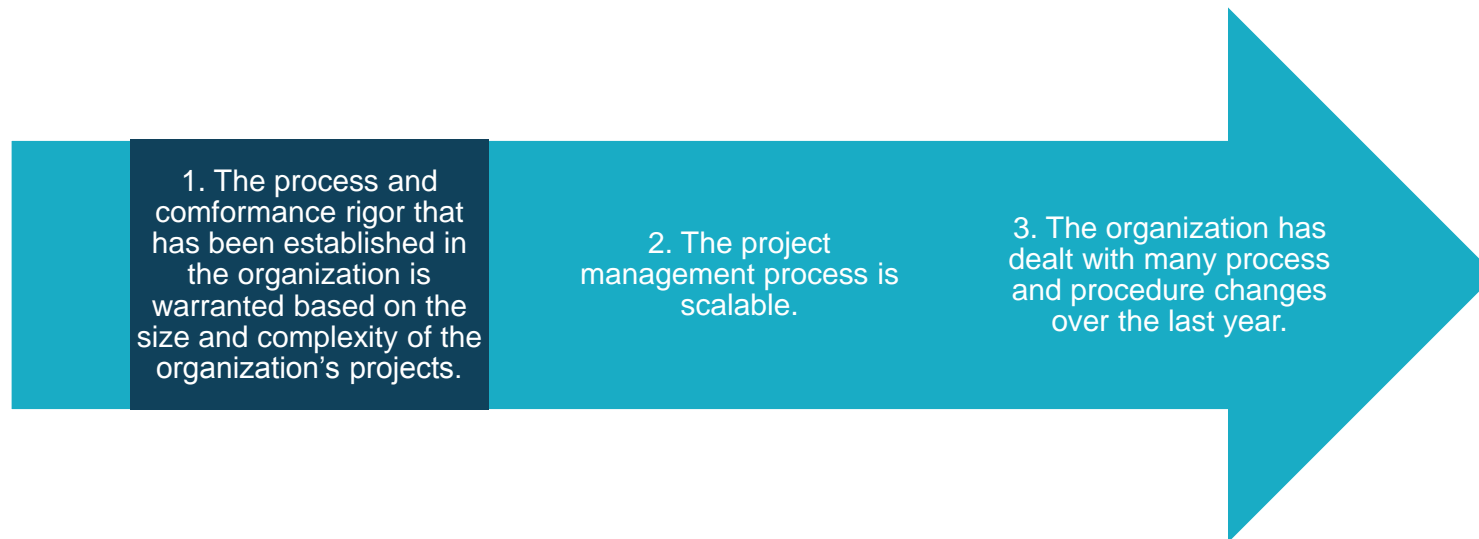 1. The process and
comformance rigor that
has been established in
the organization is
warranted based on the
size and complexity of the
organization’s projects.
2. The project
management process is
scalable.
3. The organization has
dealt with many process
and procedure changes
over the last year.